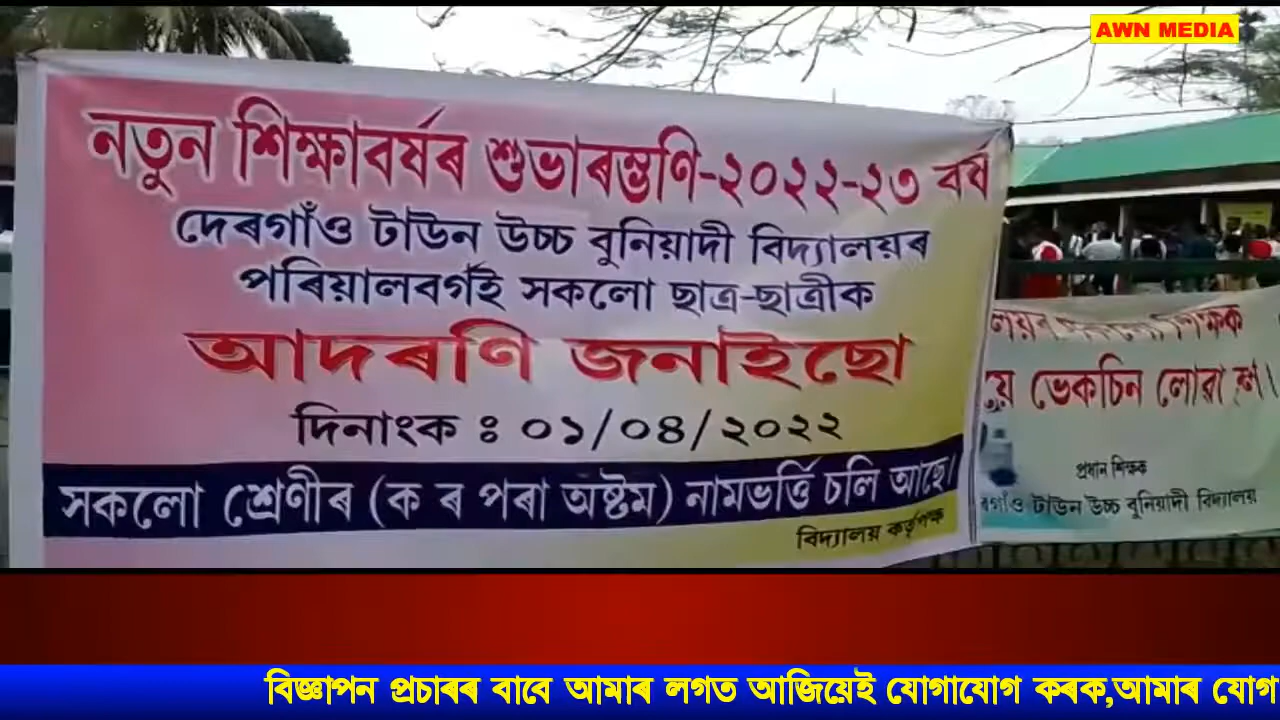 AWN MEDIA
নতুন শিক্ষাবৰ্ষৰ শুভাৰম্ভণি-২০২২-২৩ বৰ্ষ
দেৰগাঁও টাউন উচ্চ বুনিয়াদী বিদ্যালয়ৰ
পৰিয়ালবৰ্গই সকলো ছাত্ৰ-ছাত্ৰীক
আদৰণি জনাইছো
দিনাংক : ০১/০৪/২০২২
সকলো শ্ৰেণীৰ (ক ৰ পৰা অষ্টম) নামভৰ্ত্তি চলি আছে।
বিদ্যালয় কৰ্তৃপক্ষ
ভেকচিন লোৱা
প্ৰধান শিক্ষক
টাউন উচ্চ বুনিয়াদী বিদ্যালয়
বিজ্ঞাপন প্ৰচাৰৰ বাবে আমাৰ লগত আজিয়েই যোগাযোগ কৰক,আমাৰ যোগা